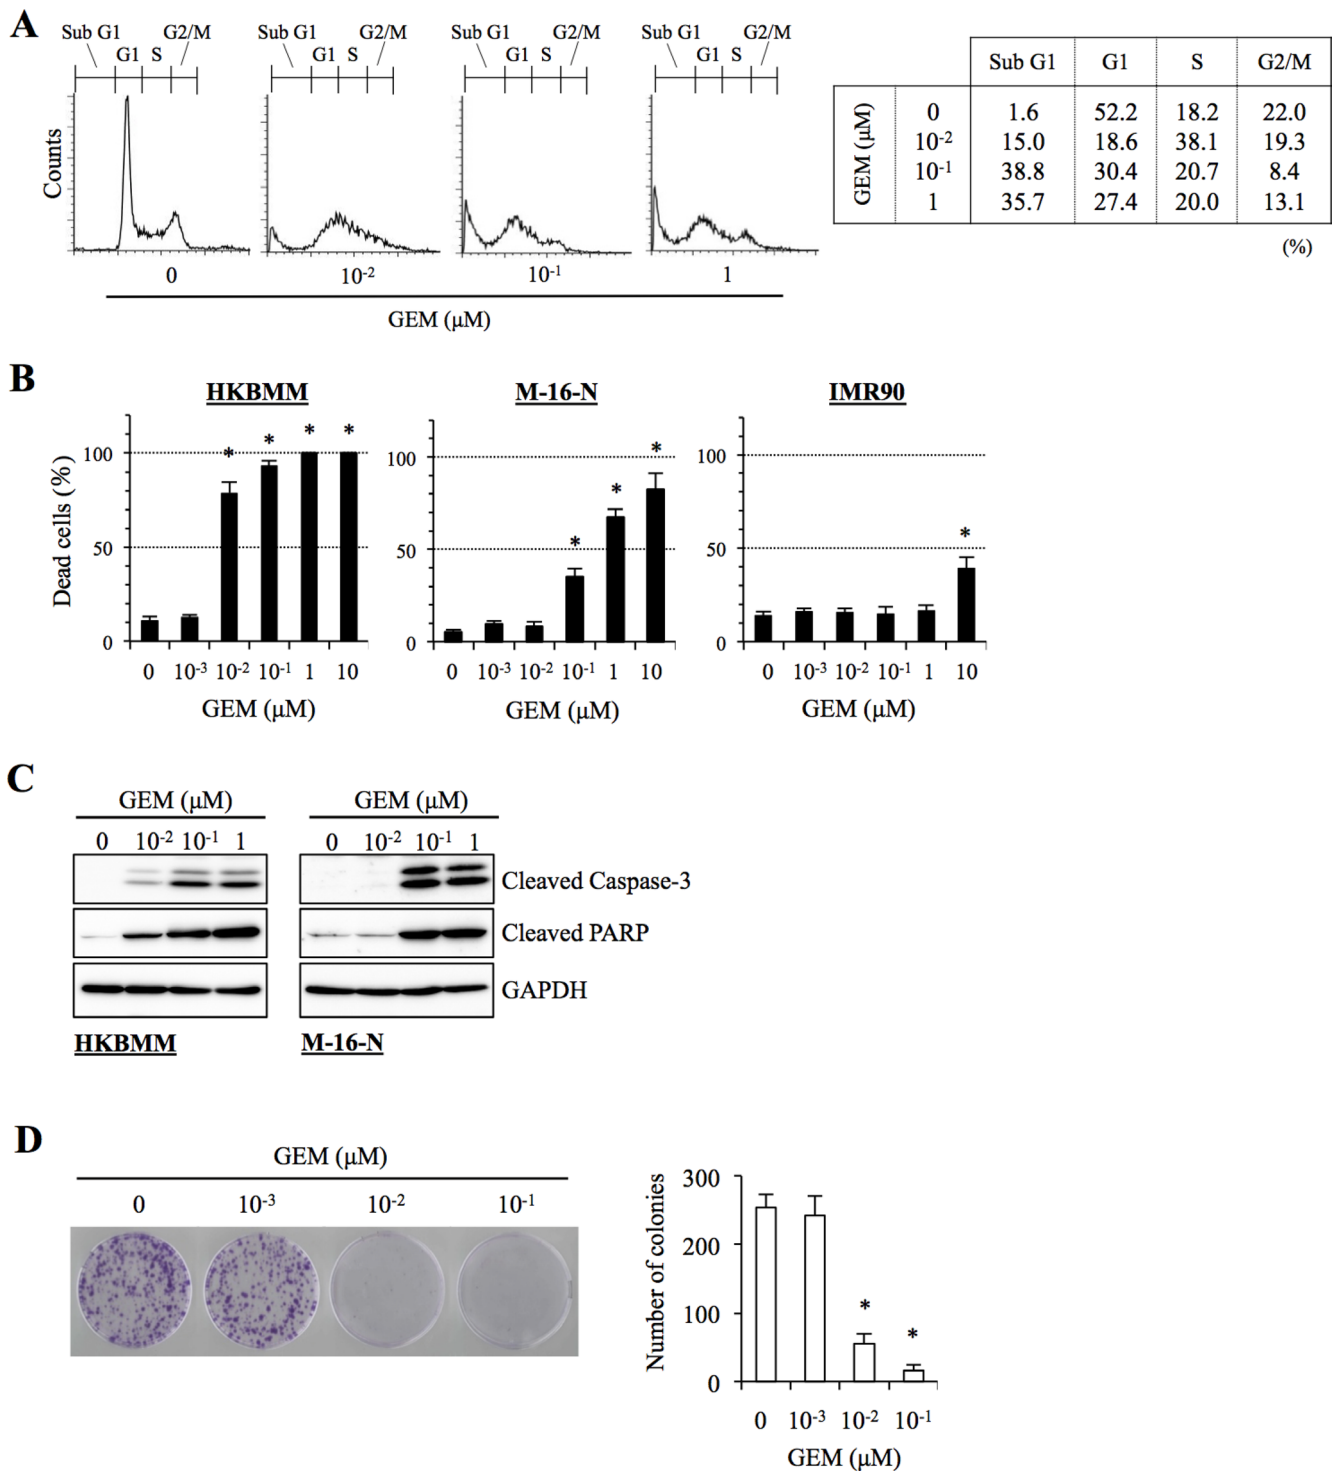 A
Sub G1 G2/M Sub G1 G2/M Sub G1 G2/M Sub G1 G2/M
G1 S G1 S G1 S G1 S
Counts
0 10-2 10-1 1
GEM (μM)
Sub G1 G1 S G2/M
GEM (μM)
0 1.6 52.2 18.2 22.0
10-2 15.0 18.6 38.1 19.3
10-1 38.8 30.4 20.7 8.4
1 35.7 27.4 20.0 13.1
(%)
B
HKBMM M-16-N IMR90
Dead cells (%)
* * * *
100
50
0
0 10-3 10-2 10-1 1 10
GEM (μM)
* * *
100
50
0
0 10-3 10-2 10-1 1 10
GEM (μM)
*
100
50
0
0 10-3 10-2 10-1 1 10
GEM (μM)
C
GEM (μM) GEM (μM)
0 10-2 10-1 1 0 10-2 10-1 1
Cleaved Caspase-3
Cleaved PARP
GAPDH
HKBMM M-16-N
D
GEM (μM)
0 10-3 10-2 10-1
Number of colonies
300
200
100
0
* *
0 10-3 10-2 10-1
GEM (μM)